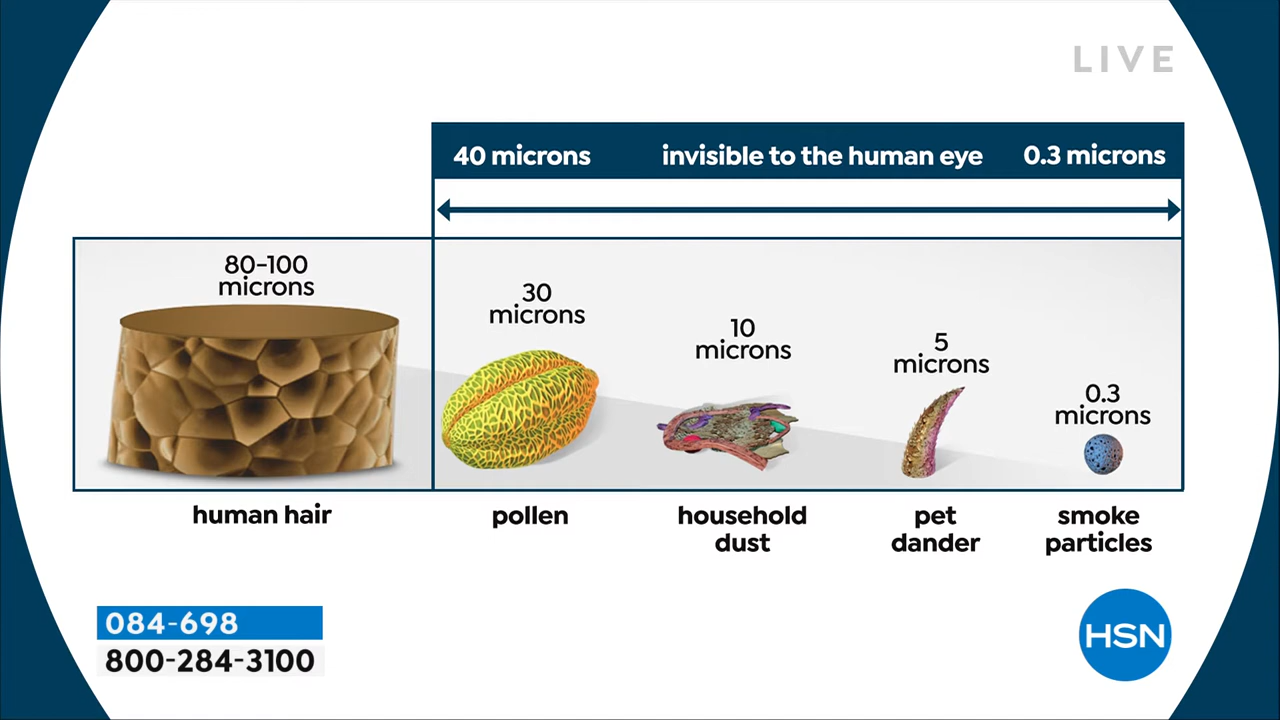 LIVE
40 microns invisible to the human eye 0.3 microns
80-100
microns
30
microns
10
microns
5
microns
0.3
microns
human hair
pollen
household
dust
pet
dander
smoke
particles
084-698
800-284-3100
HSN